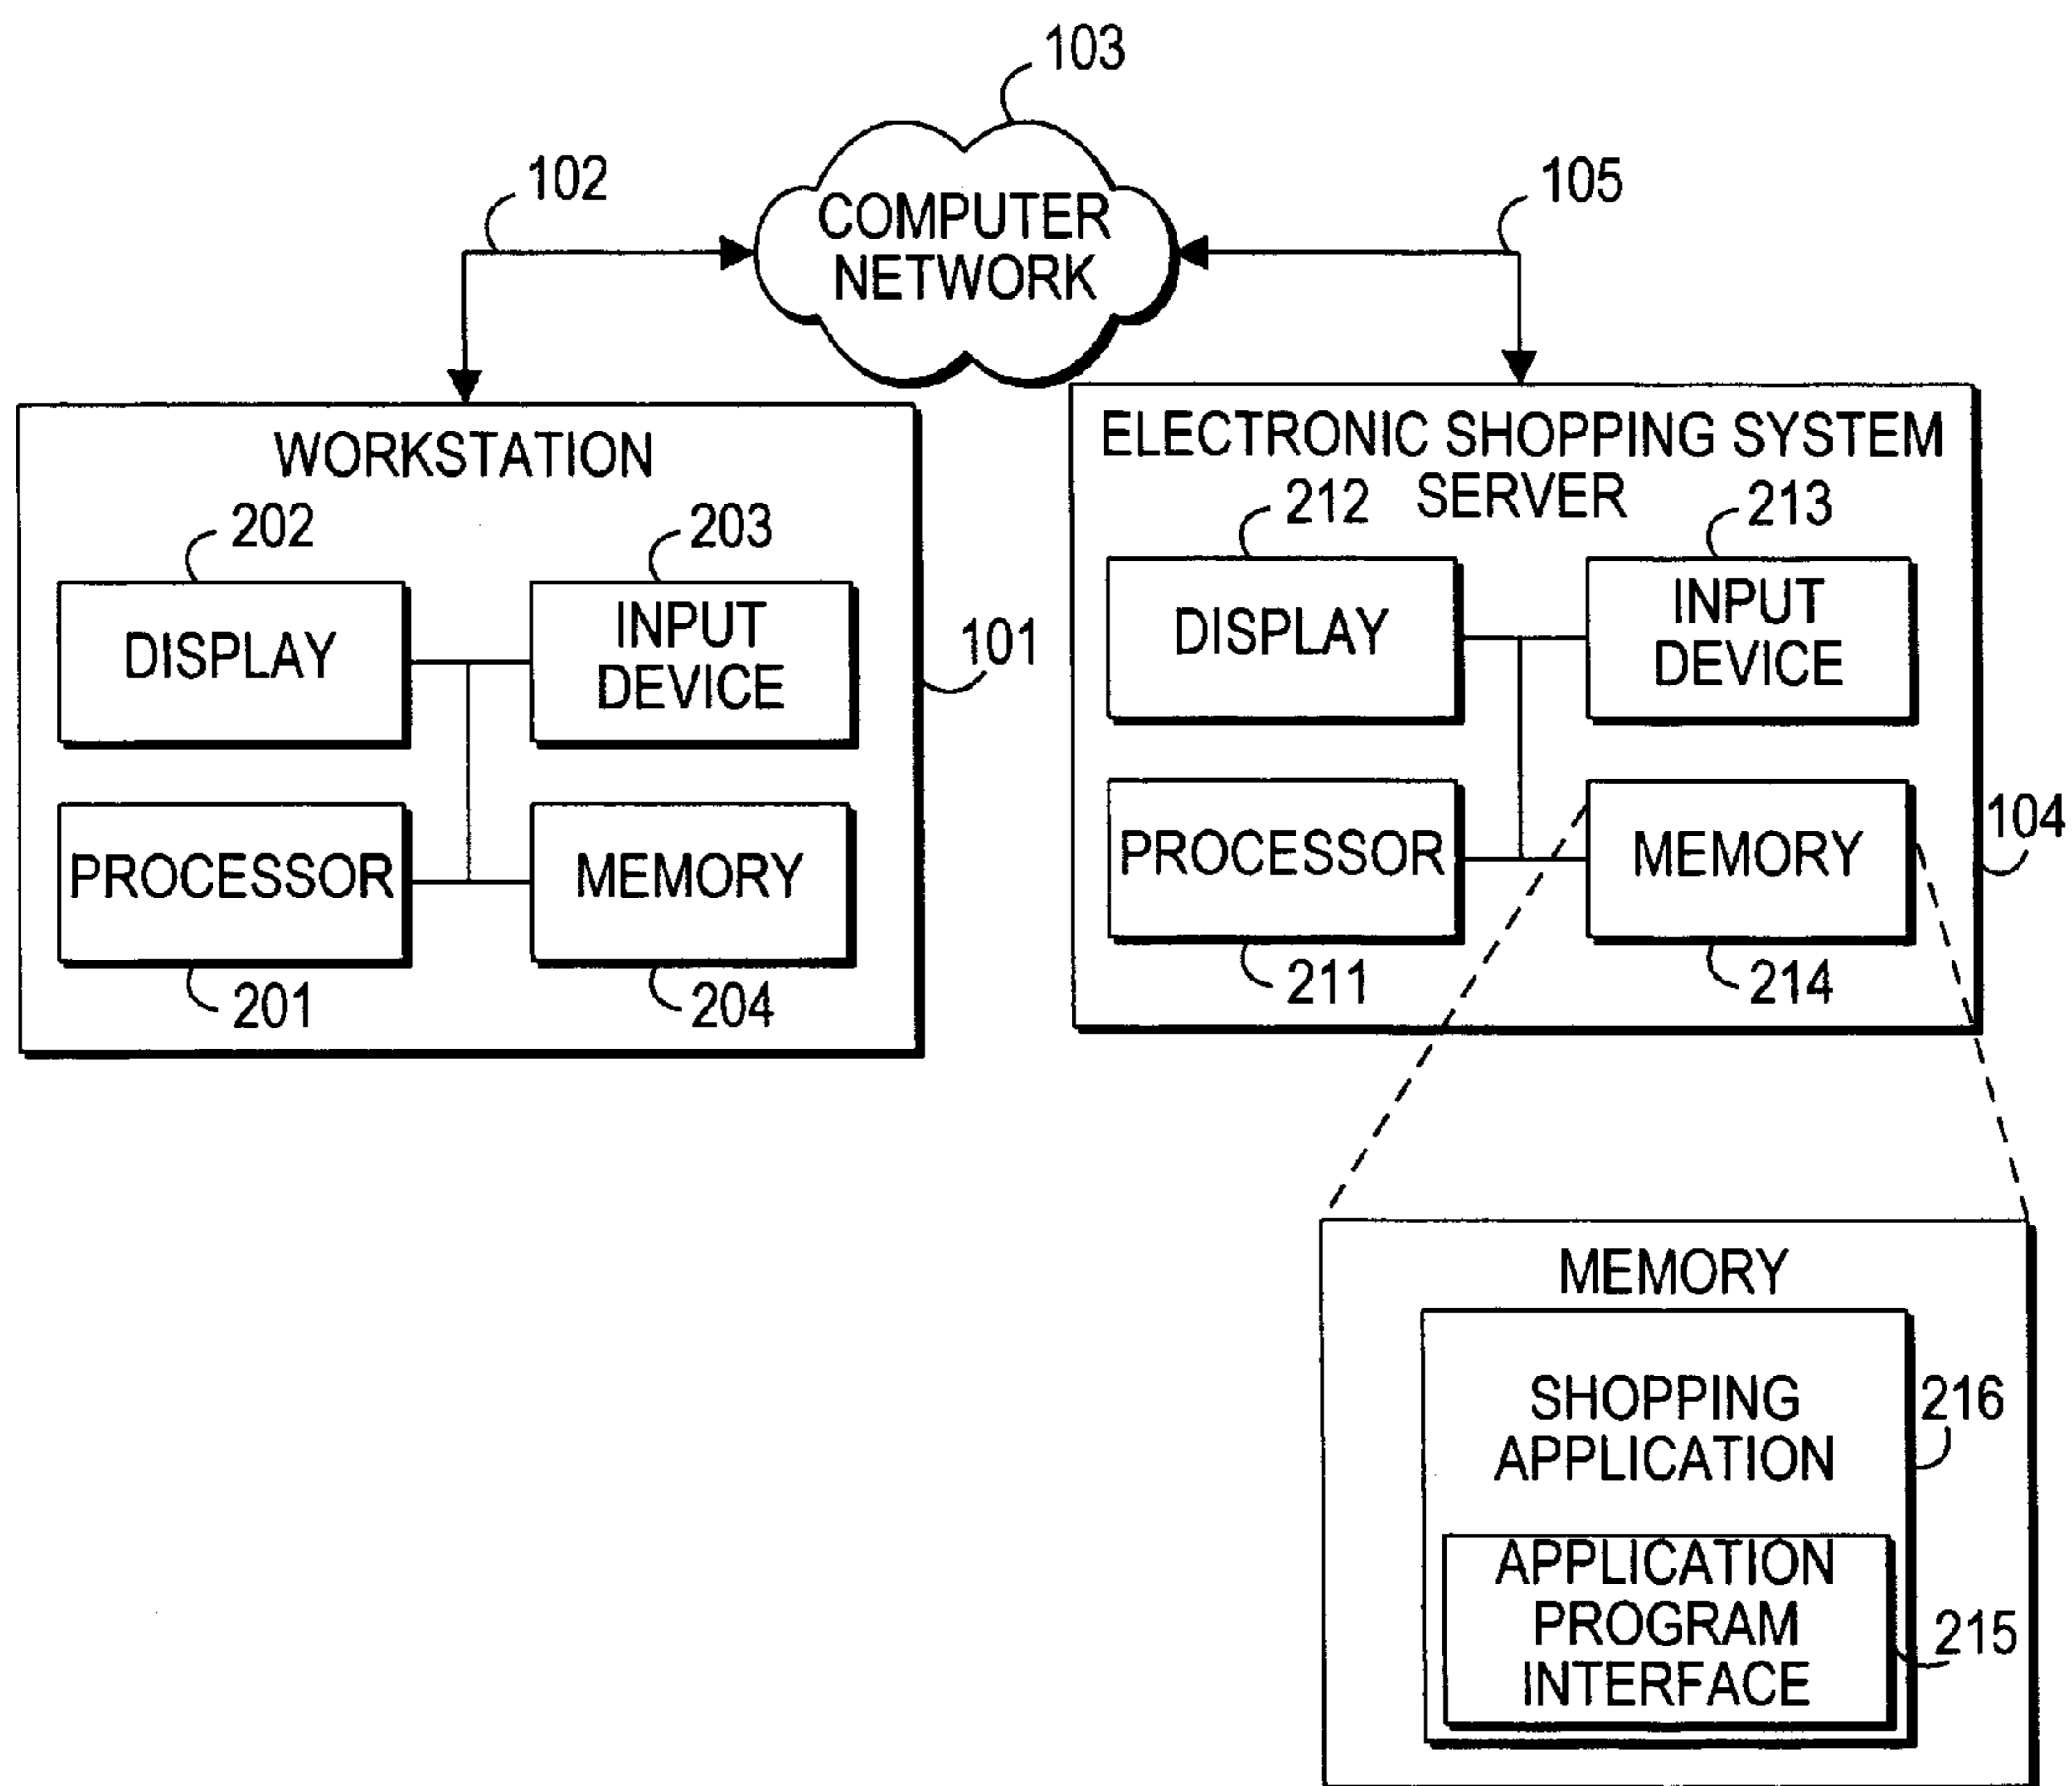 103
102
105
COMPUTER
NETWORK
WORKSTATION
202
203
DISPLAY
INPUT
DEVICE
101
PROCESSOR
MEMORY
201
204
ELECTRONIC SHOPPING SYSTEM
SERVER
212
213
DISPLAY
INPUT
DEVICE
PROCESSOR
MEMORY
104
211
214
MEMORY
SHOPPING
APPLICATION
216
APPLICATION
PROGRAM
INTERFACE
215